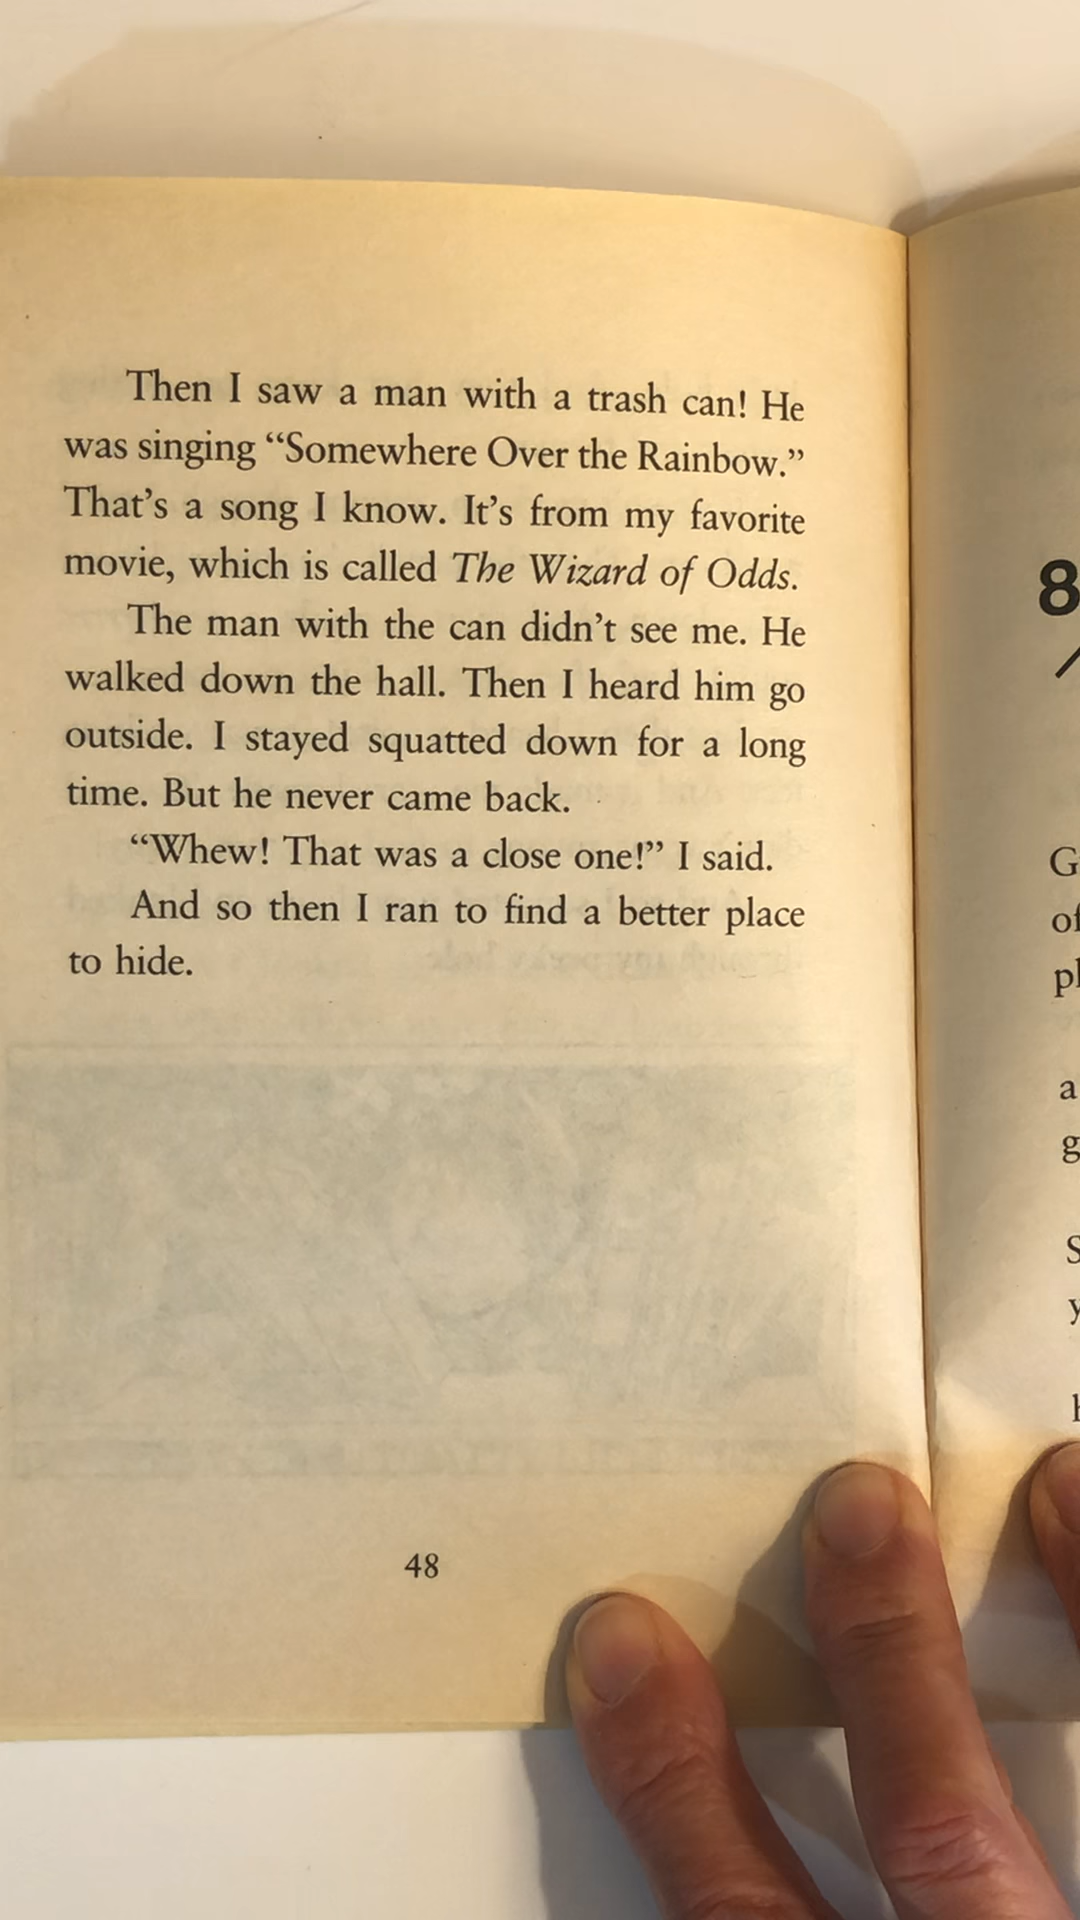 Then I saw a man with a trash can! He
was singing “Somewhere Over the Rainbow.”
That’s a song I know. It’s from my favorite
movie, which is called The Wizard of Odds.
The man with the can didn’t see me. He
walked down the hall. Then I heard him go
outside. I stayed squatted down for a long
time. But he never came back.
“Whew! That was a close one!” I said.
And so then I ran to find a better place
to hide.
48
8